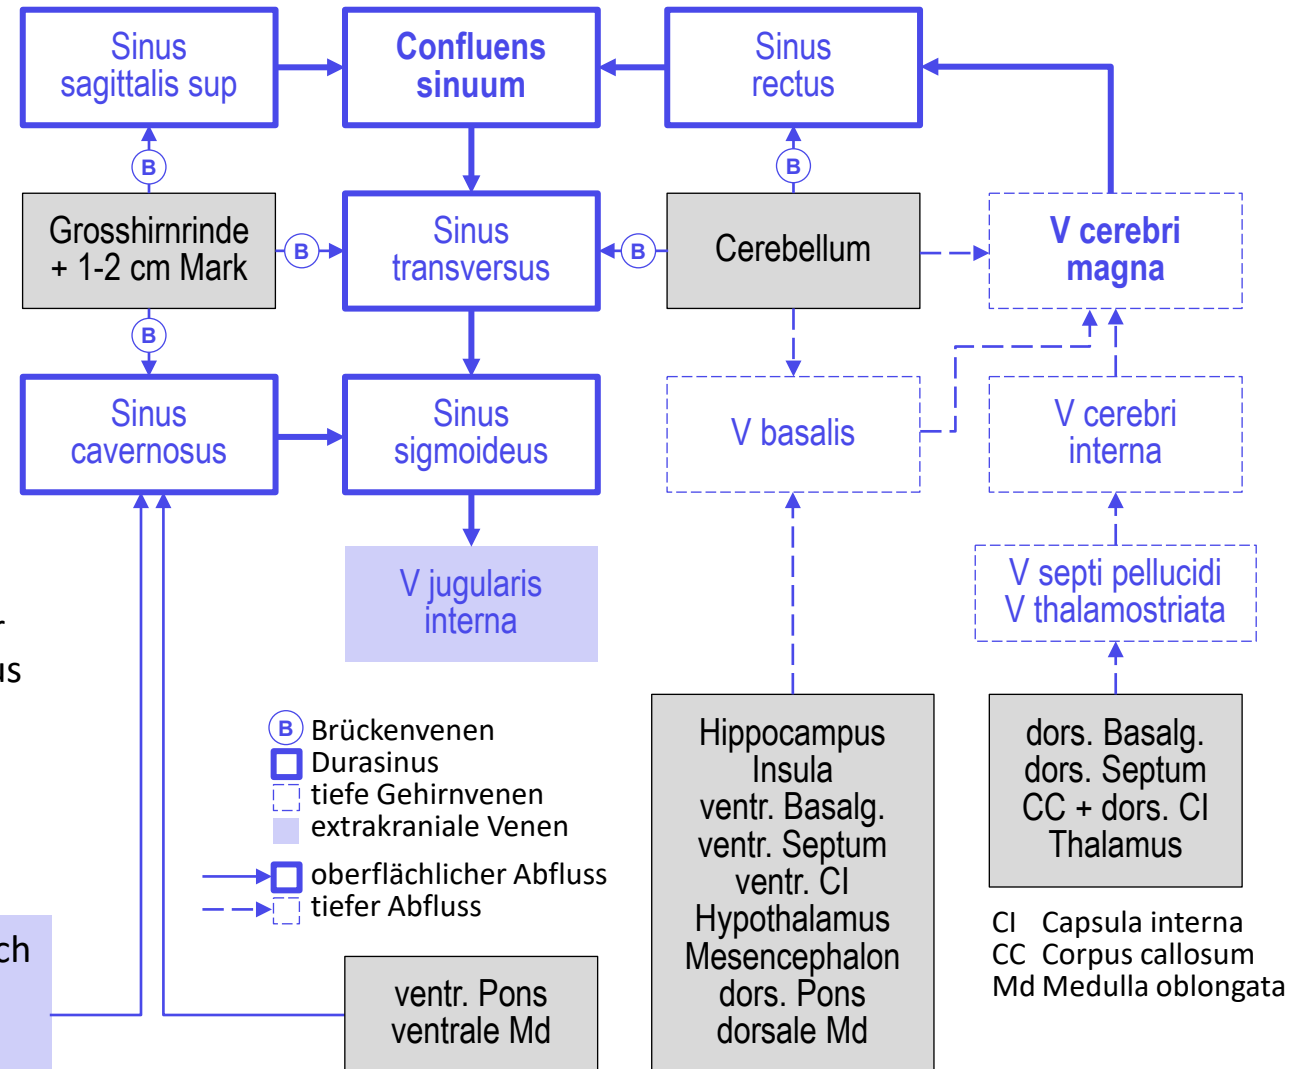 Sinus
sagittalis sup
Confluens
sinuum
Sinus
rectus
B
B
Grosshirnrinde
+ 1-2 cm Mark
B
Sinus
transversus
B
Cerebellum
V cerebri
magna
B
Sinus
cavernosus
Sinus
sigmoideus
V basalis
V cerebri
interna
V jugularis
interna
V septi pellucidi
V thalamostriata
r
us
B Brückenvenen
Durasinus
tiefe Gehirnvenen
extrakraniale Venen
oberflächlicher Abfluss
tiefer Abfluss
Hippocampus
Insula
ventr. Basalg.
ventr. Septum
ventr. CI
Hypothalamus
Mesencephalon
dors. Pons
dorsale Md
dors. Basalg.
dors. Septum
CC + dors. CI
Thalamus
CI Capsula interna
CC Corpus callosum
Md Medulla oblongata
ch
ventr. Pons
ventrale Md